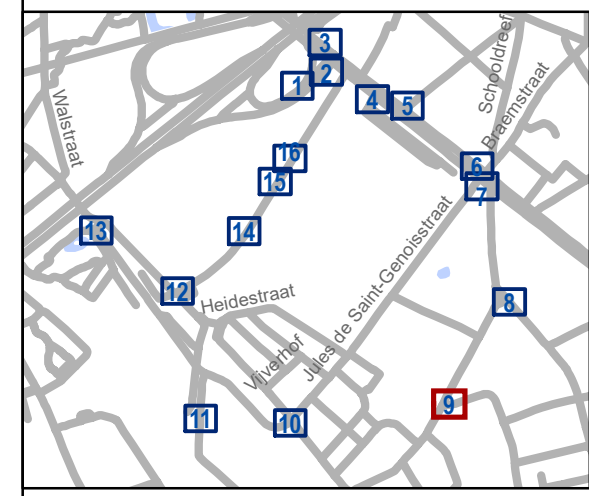 3
2
1
4
5
Schooldreef
Braemstraat
Walstraat
16
15
6
7
13
14
12
Heidestraat
Jules de Saint-Genoisstraat
8
Vijverhof
9
11
10